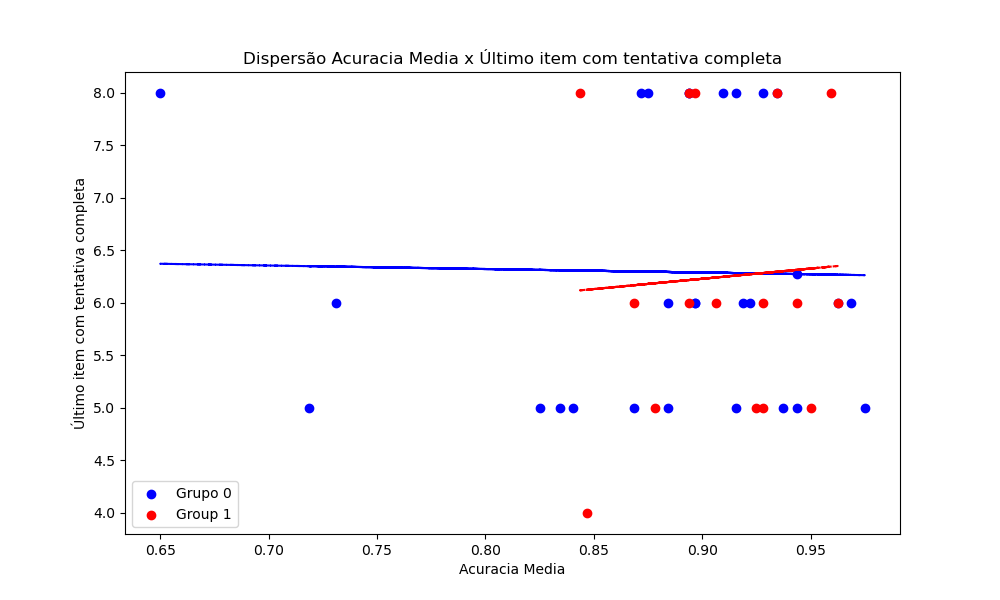 Dispersão Acuracia Media x Último item com tentativa completa
Último item com tentativa completa
8.0
7.5
7.0
6.5
6.0
5.5
5.0
4.5
4.0
Grupo 0
Group 1
0.65 0.70 0.75 0.80 0.85 0.90 0.95
Acuracia Media